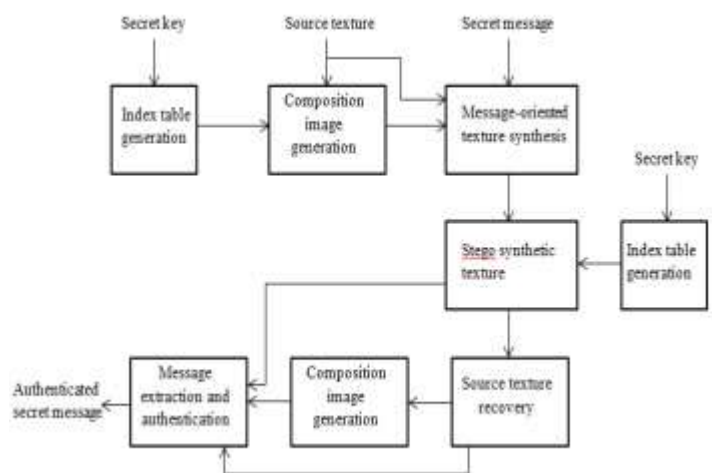 Secret key
Source texture
Secret message
Index table
generation
Composition
image
generation
Message-oriented
texture synthesis
Secret key
Stego synthetic
texture
Index table
generation
Message
extraction and
authentication
Composition
image
generation
Source texture
recovery
Authenticated
secret message